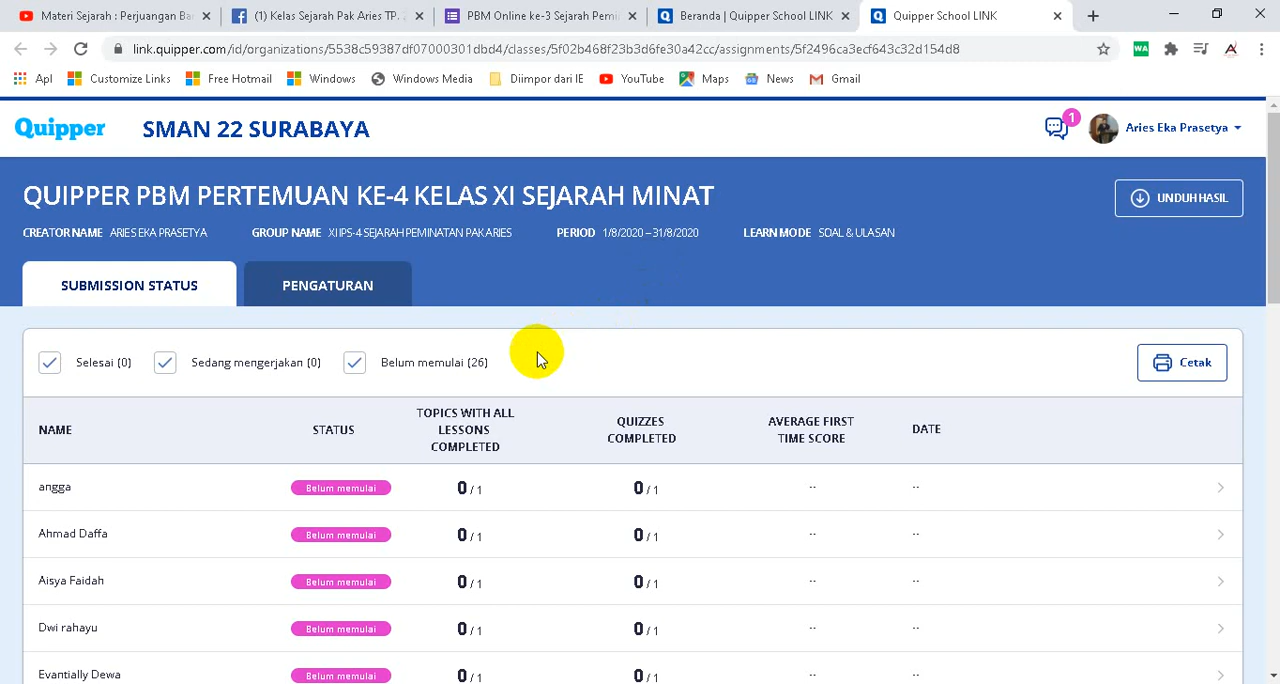 Materi Sejarah : Perjuangan Ba
(1) Kelas Sejarah Pak Aries TP. 2
PBM Online ke-3 Sejarah Pemi
Beranda | Quipper School LINK
Quipper School LINK
link.quipper.com/id/organizations/5538c59387df07000301dbd4/classes/5f02b468f23b3d6fe30a42cc/assignments/5f2496ca3ecf643c32d154d8
WA
Apl
Customize Links
Free Hotmail
Windows
Windows Media
Diimpor dari IE
YouTube
Maps
News
Gmail
Quipper
SMAN 22 SURABAYA
1
Aries Eka Prasetya
QUIPPER PBM PERTEMUAN KE-4 KELAS XI SEJARAH MINAT
UNDUH HASIL
CREATOR NAME ARIES EKA PRASETYA GROUP NAME XI IPS-4 SEJARAH PEMINATAN PAK ARIES PERIOD 1/8/2020 – 31/8/2020 LEARN MODE SOAL & ULASAN
SUBMISSION STATUS
PENGATURAN
Selesai (0)
Sedang mengerjakan (0)
Belum memulai (26)
Cetak
NAME
STATUS
TOPICS WITH ALL
LESSONS
COMPLETED
QUIZZES
COMPLETED
AVERAGE FIRST
TIME SCORE
DATE
angga Belum memulai 0 / 1 0 / 1 -- --
Ahmad Daffa Belum memulai 0 / 1 0 / 1 -- --
Aisya Faidah Belum memulai 0 / 1 0 / 1 -- --
Dwi rahayu Belum memulai 0 / 1 0 / 1 -- --
Evantially Dewa Belum memulai 0 / 1 0 / 1 -- --